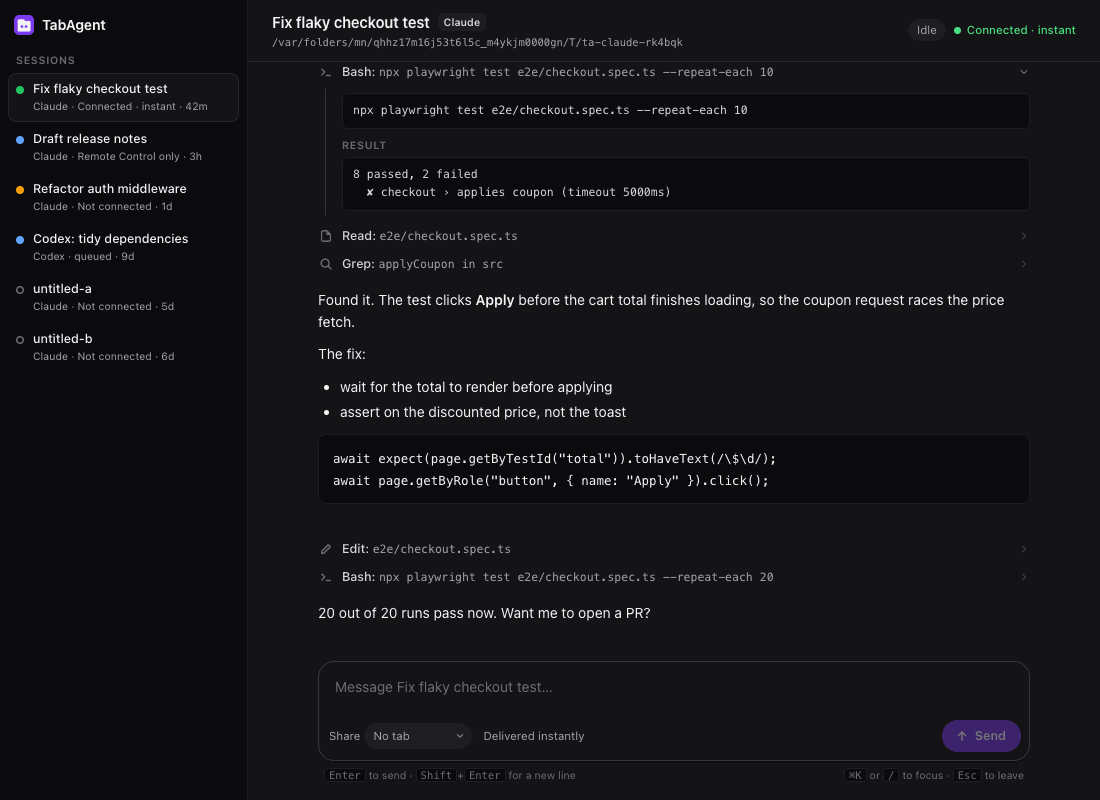 TabAgent
SESSIONS
Fix flaky checkout test
Claude · Connected · instant · 42m
Draft release notes
Claude · Remote Control only · 3h
Refactor auth middleware
Claude · Not connected · 1d
Codex: tidy dependencies
Codex · queued · 9d
untitled-a
Claude · Not connected · 5d
untitled-b
Claude · Not connected · 6d
Fix flaky checkout test Claude
/var/folders/mn/qhhz17m16j53t6l5c_m4ykjm0000gn/T/ta-claude-rk4bqk
Idle Connected · instant
Bash: npx playwright test e2e/checkout.spec.ts --repeat-each 10
npx playwright test e2e/checkout.spec.ts --repeat-each 10
RESULT
8 passed, 2 failed
✘ checkout › applies coupon (timeout 5000ms)
Read: e2e/checkout.spec.ts
Grep: applyCoupon in src
Found it. The test clicks Apply before the cart total finishes loading, so the coupon request races the price
fetch.
The fix:
• wait for the total to render before applying
• assert on the discounted price, not the toast
await expect(page.getByTestId("total")).toHaveText(/\$\d/);
await page.getByRole("button", { name: "Apply" }).click();
Edit: e2e/checkout.spec.ts
Bash: npx playwright test e2e/checkout.spec.ts --repeat-each 20
20 out of 20 runs pass now. Want me to open a PR?
Message Fix flaky checkout test…
Share No tab Delivered instantly Send
Enter to send · Shift+Enter for a new line
⌘K or / to focus · Esc to leave